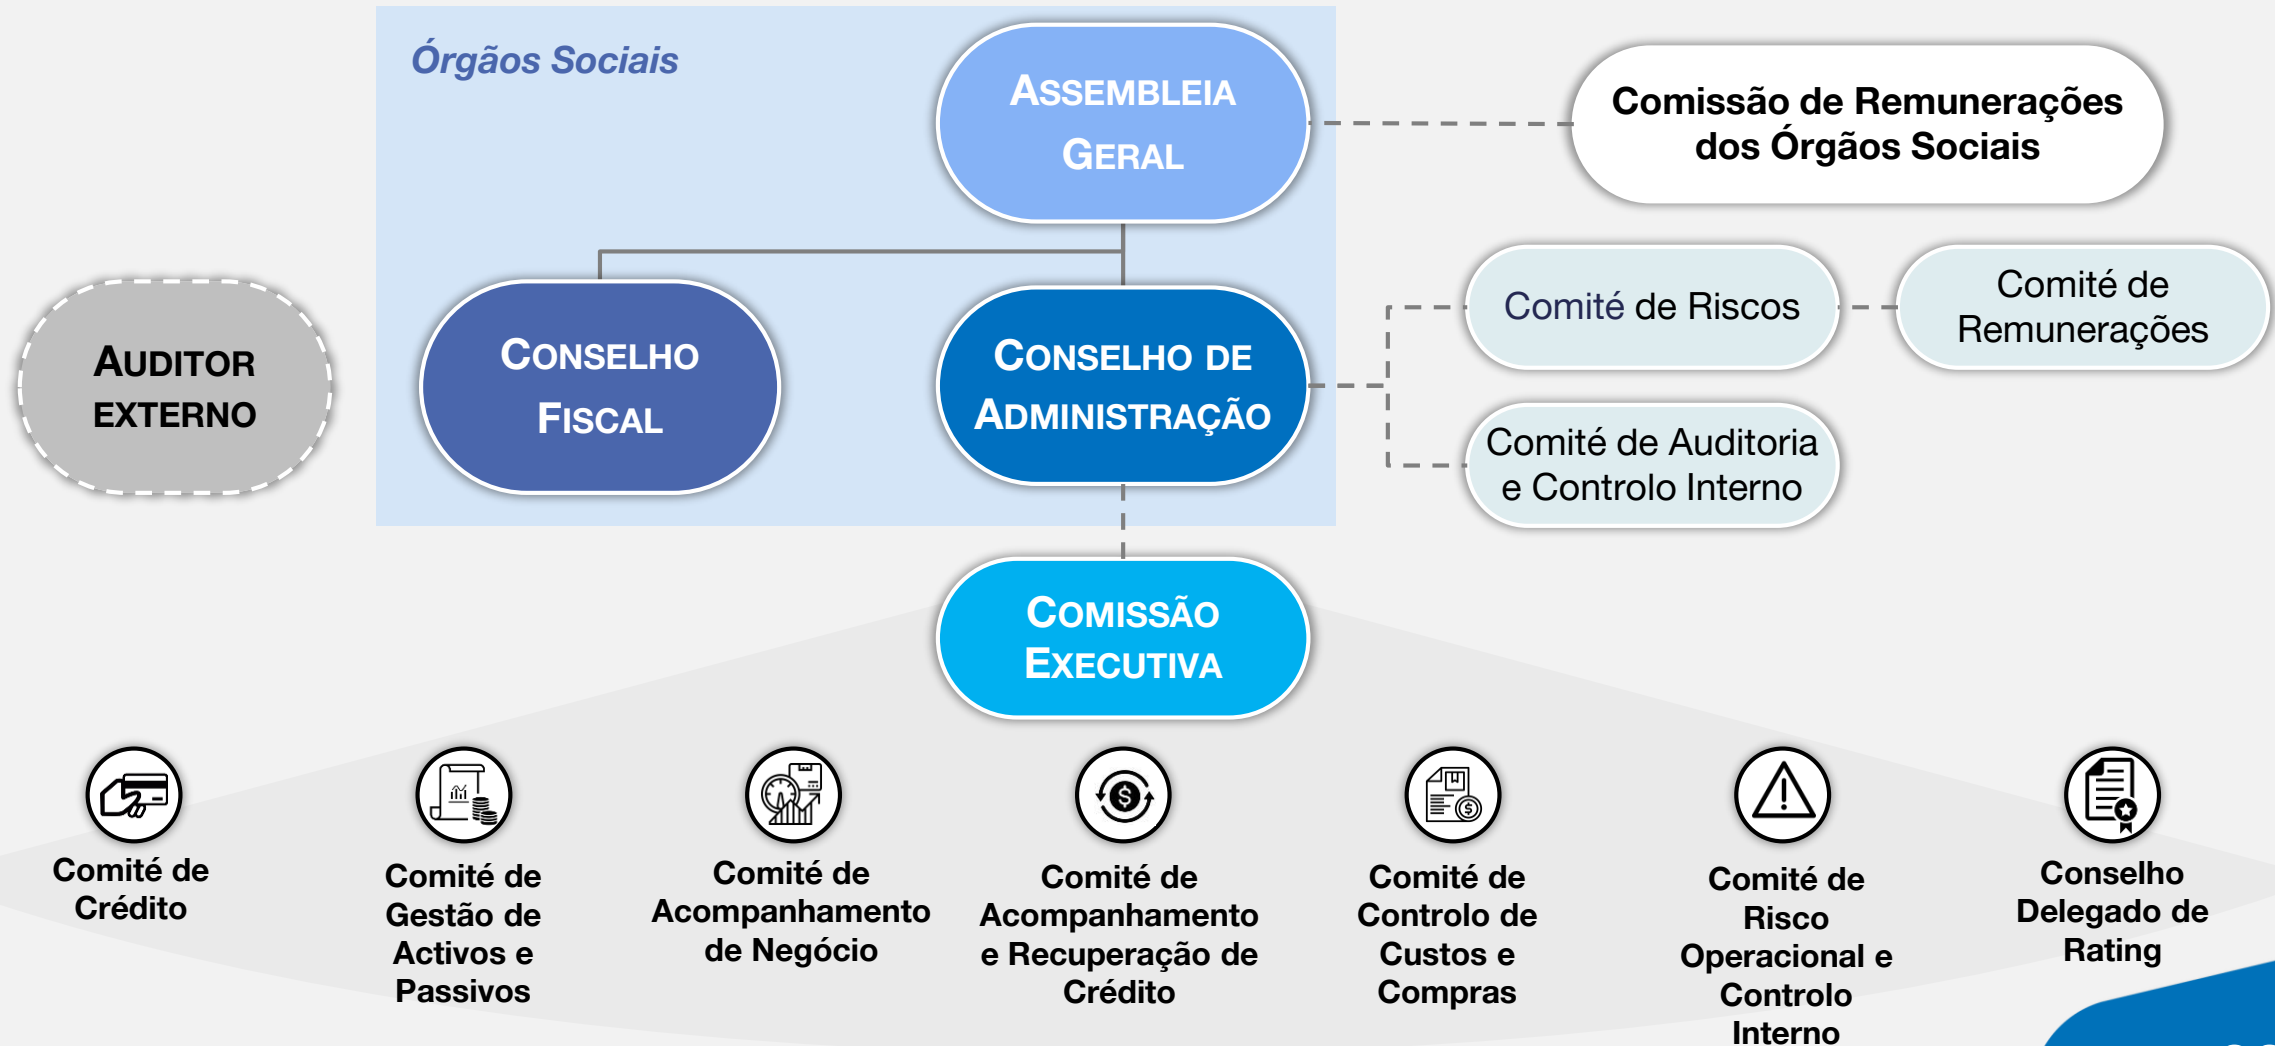 Órgãos Sociais
ASSEMBLEIA
GERAL
Comissão de Remunerações
dos Órgãos Sociais
AUDITOR
EXTERNO
CONSELHO
FISCAL
CONSELHO DE
ADMINISTRAÇÃO
Comité de Riscos
Comité de
Remunerações
Comité de Auditoria
e Controlo Interno
COMISSÃO
EXECUTIVA
Comité de
Crédito
Comité de
Gestão de
Activos e
Passivos
Comité de
Acompanhamento
de Negócio
Comité de
Acompanhamento
e Recuperação de
Crédito
Comité de
Controlo de
Custos e
Compras
Comité de
Risco
Operacional e
Controlo
Interno
Conselho
Delegado de
Rating